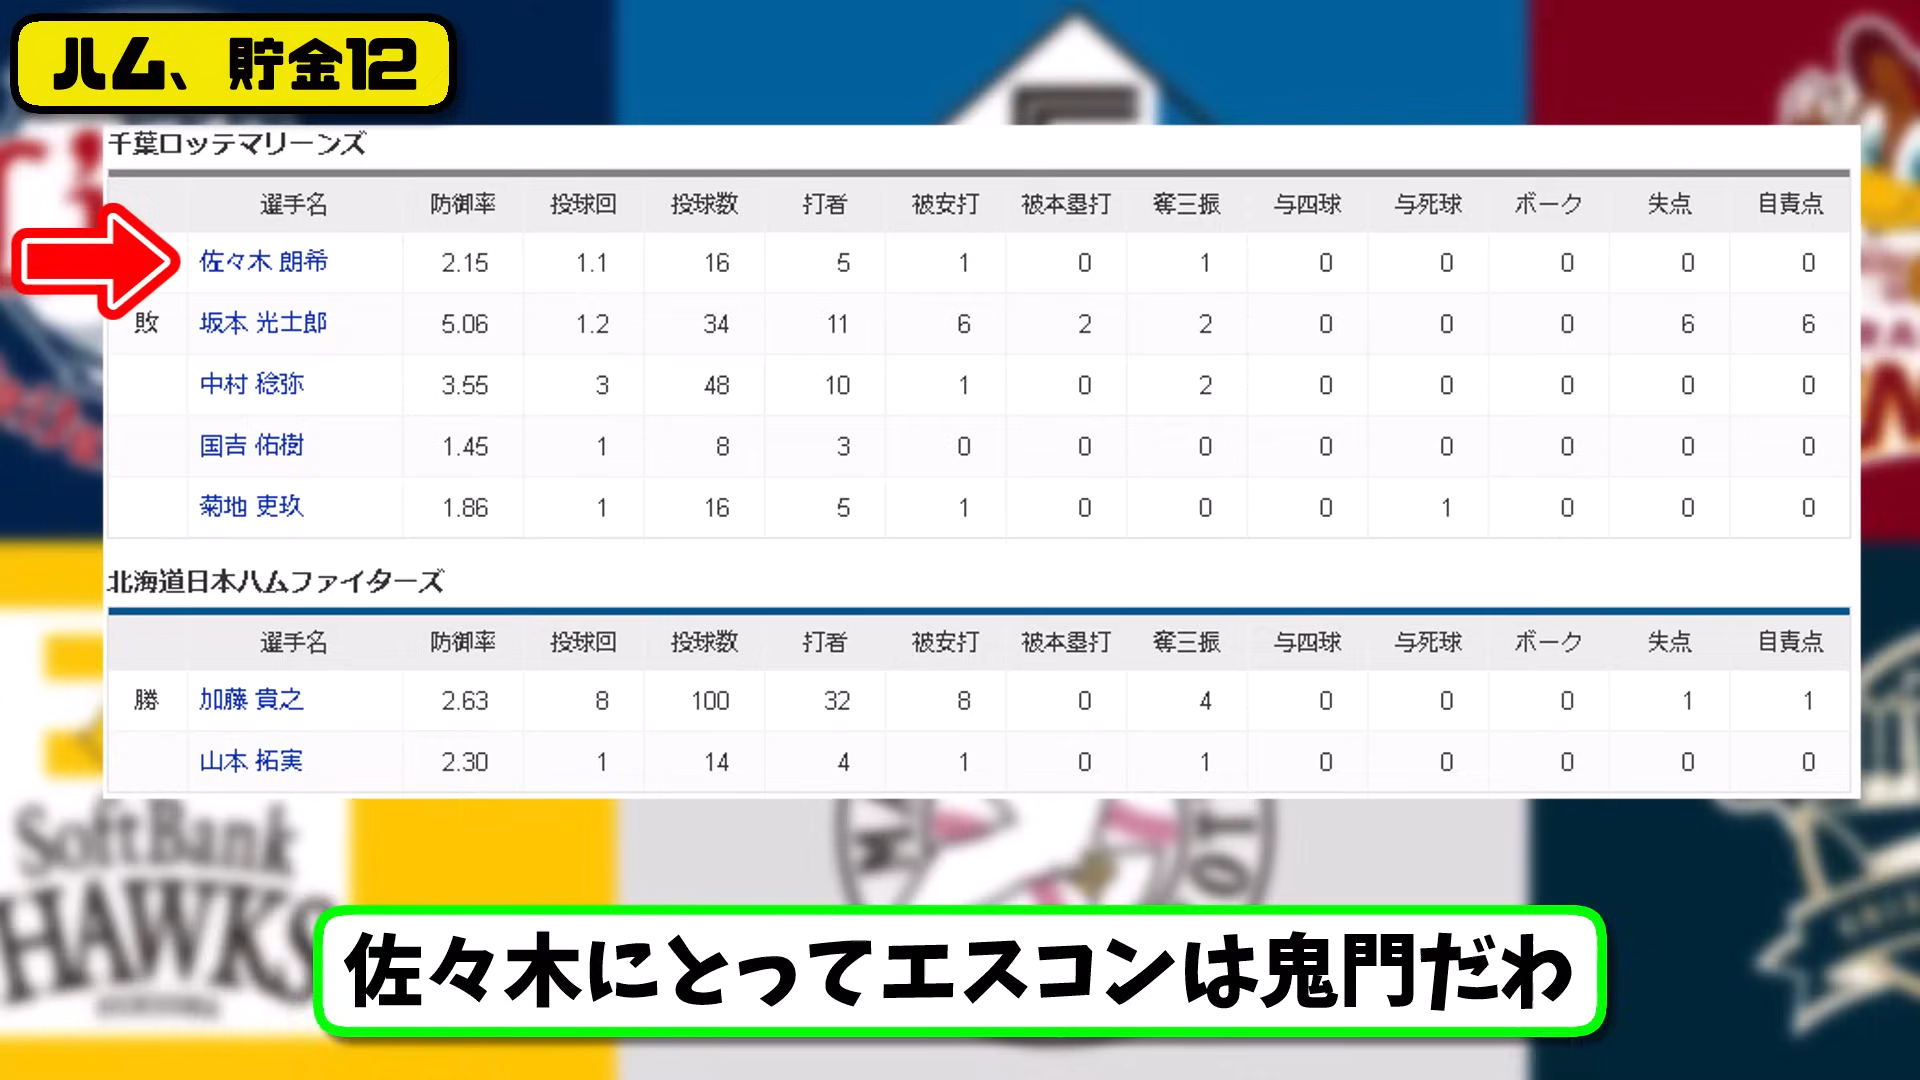 ハム、貯金12
千葉ロッテマリーンズ
選手名 防御率 投球回 投球数 打者 被安打 被本塁打 奪三振 与四球 与死球 ボーク 失点 自責点
佐々木 朗希 2.15 1.1 16 5 1 0 1 0 0 0 0 0
敗 坂本 光士郎 5.06 1.2 34 11 6 2 2 0 0 0 6 6
中村 稔弥 3.55 3 48 10 1 0 2 0 0 0 0 0
国吉 佑樹 1.45 1 8 3 0 0 0 0 0 0 0 0
菊地 吏玖 1.86 1 16 5 1 0 0 0 1 0 0 0
北海道日本ハムファイターズ
選手名 防御率 投球回 投球数 打者 被安打 被本塁打 奪三振 与四球 与死球 ボーク 失点 自責点
勝 加藤 貴之 2.63 8 100 32 8 0 4 0 0 0 1 1
山本 拓実 2.30 1 14 4 1 0 1 0 0 0 0 0
SoftBank
HAWKS
佐々木にとってエスコンは鬼門だわ